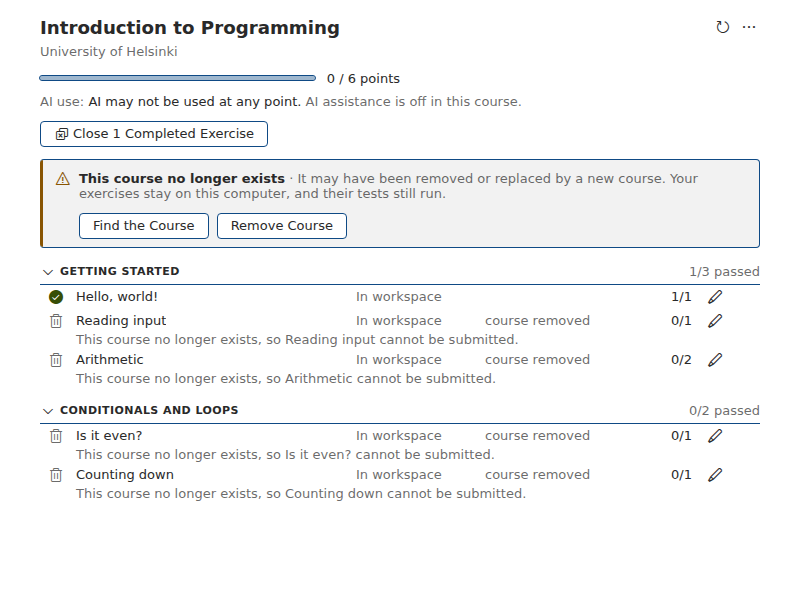 Introduction to Programming
University of Helsinki
0 / 6 points
AI use: AI may not be used at any point. AI assistance is off in this course.
Close 1 Completed Exercise
This course no longer exists · It may have been removed or replaced by a new course. Your
exercises stay on this computer, and their tests still run.
Find the Course Remove Course
GETTING STARTED 1/3 passed
Hello, world! In workspace 1/1
Reading input In workspace course removed 0/1
This course no longer exists, so Reading input cannot be submitted.
Arithmetic In workspace course removed 0/2
This course no longer exists, so Arithmetic cannot be submitted.
CONDITIONALS AND LOOPS 0/2 passed
Is it even? In workspace course removed 0/1
This course no longer exists, so Is it even? cannot be submitted.
Counting down In workspace course removed 0/1
This course no longer exists, so Counting down cannot be submitted.